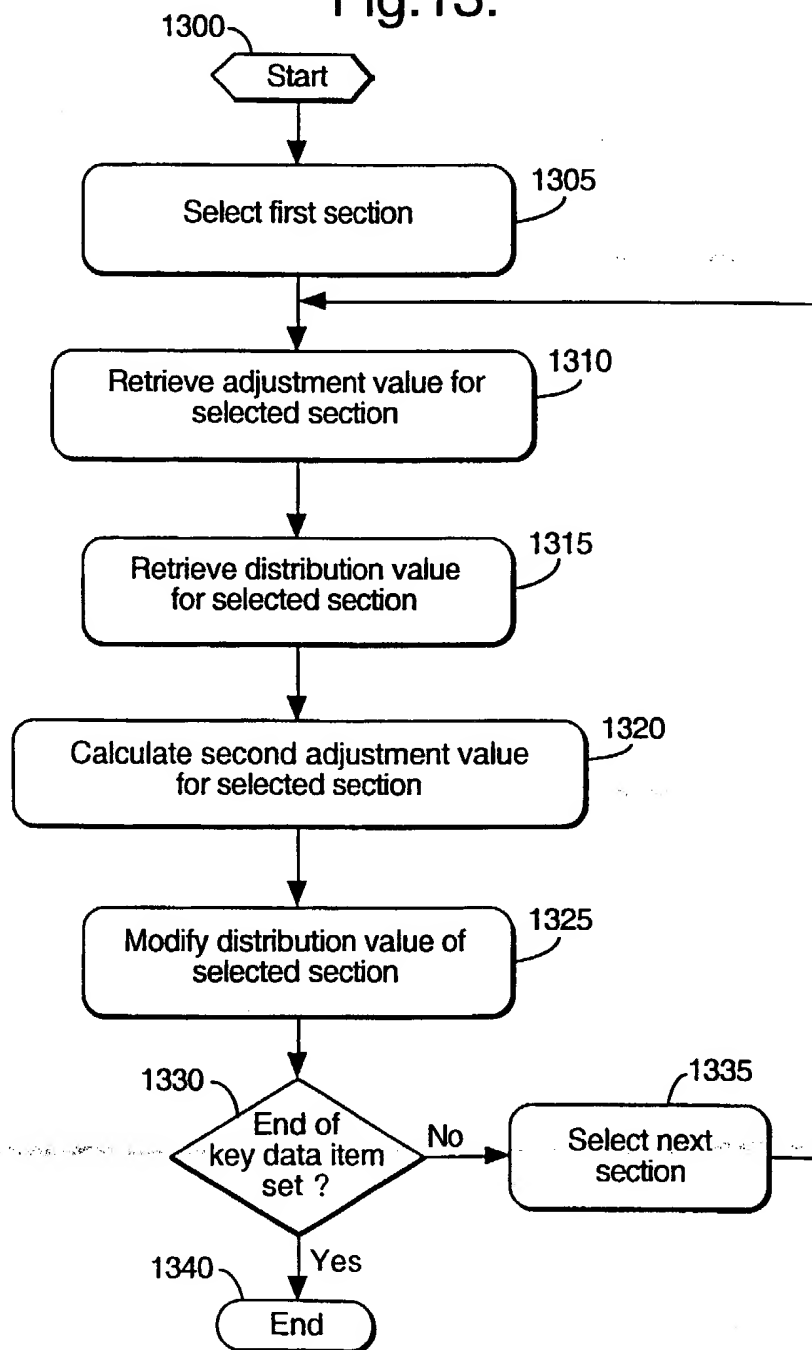 Fig.13.
1300
Start
1305
Select first section
1310
Retrieve adjustment value for
selected section
1315
Retrieve distribution value
for selected section
1320
Calculate second adjustment value
for selected section
1325
Modify distribution value of
selected section
1330
End of
key data item
set ?
No
1335
Select next
section
Yes
1340
End